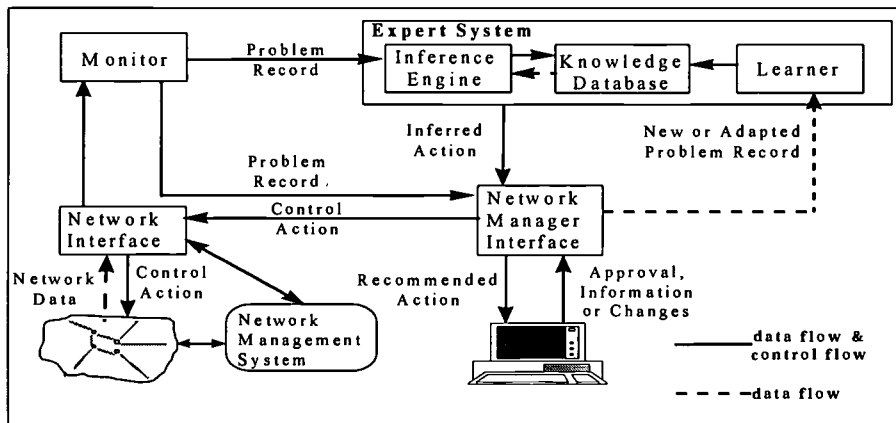 Expert System
Monitor
Problem
Record
Inference
Engine
Knowledge
Database
Learner
Inferred
Action
New or Adapted
Problem Record
Problem
Record
Network
Interface
Control
Action
Network
Manager
Interface
Network
Data
Control
Action
Recommended
Action
Approval,
Information
or Changes
Network
Management
System
data flow &
control flow
data flow